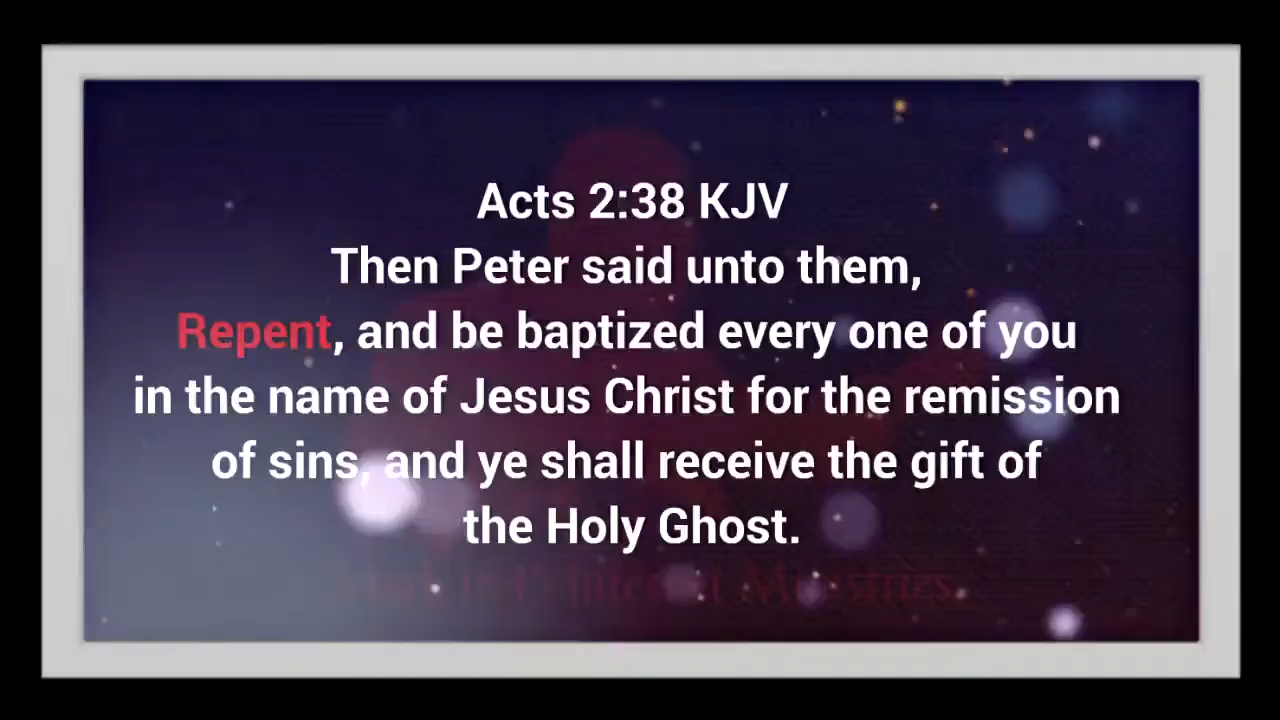 Acts 2:38 KJV
Then Peter said unto them,
Repent, and be baptized every one of you
in the name of Jesus Christ for the remission
of sins, and ye shall receive the gift of
the Holy Ghost.
Ministries